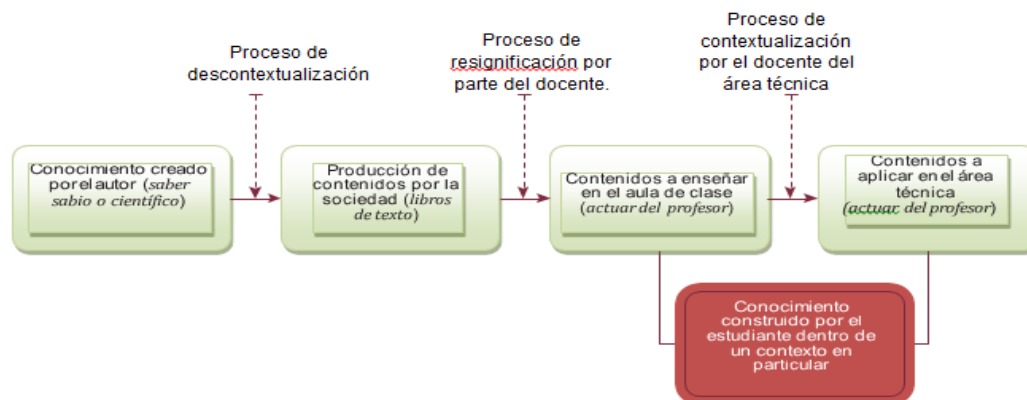 Proceso de
descontextualización
Proceso de
resignificación por
parte del docente.
Proceso de
contextualización
por el docente del
área técnica
Conocimiento creado
por el autor (saber
sabio o científico)
Producción de
contenidos por la
sociedad (libros
de texto)
Contenidos a enseñar
en el aula de clase
(actuar del profesor)
Contenidos a
aplicar en el área
técnica
(actuar del profesor)
Conocimiento
construido por el
estudiante dentro de
un contexto en
particular